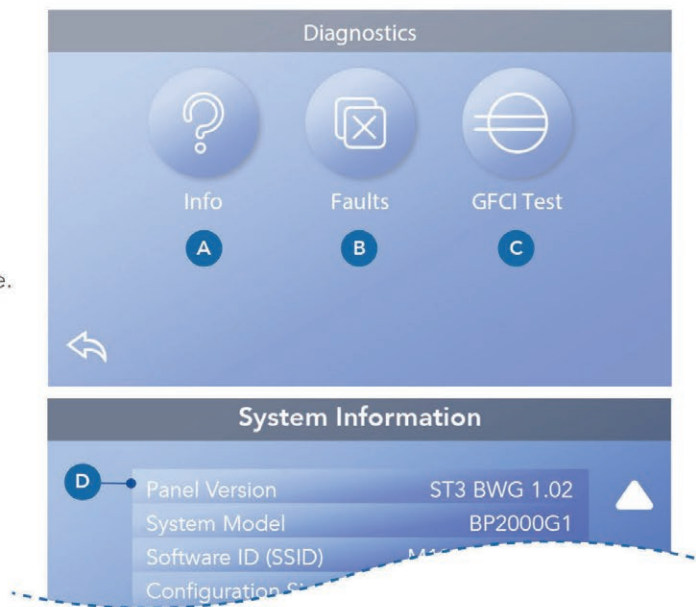 Diagnostics
Info Faults GFCI Test
A B C
e.
System Information
D Panel Version ST3 BWG 1.02
System Model BP2000G1
Software ID (SSID)
Configuration